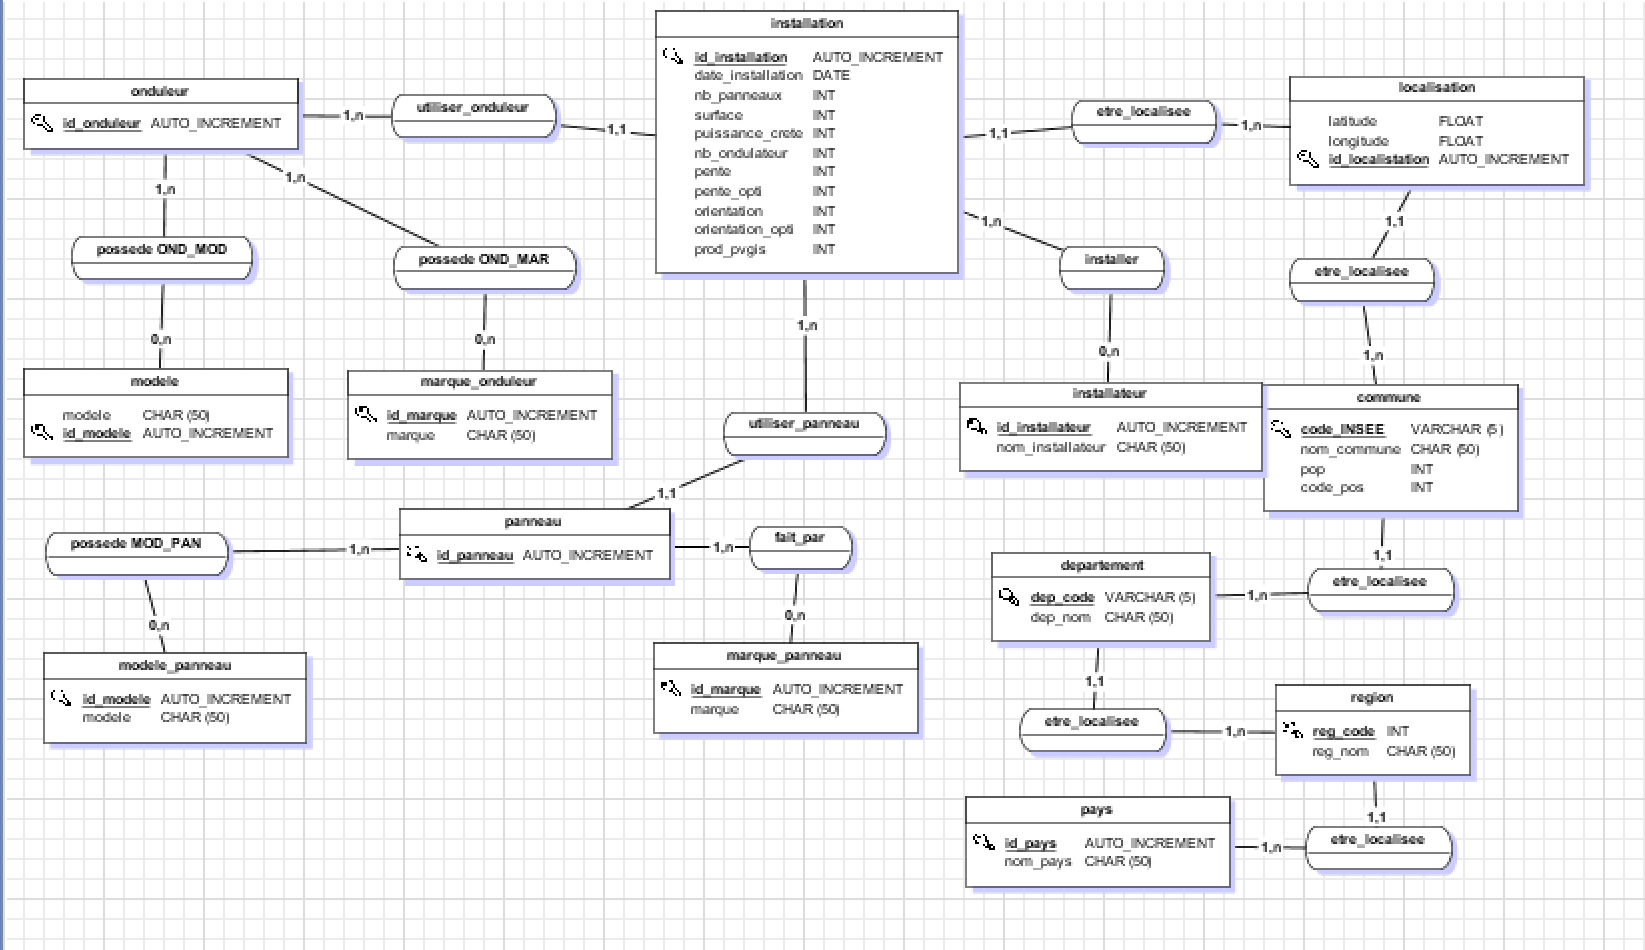 installation
id_installation AUTO_INCREMENT
date_installation DATE
nb_panneaux INT
surface INT
puissance_crete INT
nb_ondulateur INT
pente INT
pente_opti INT
orientation INT
orientation_opti INT
prod_pvgis INT
onduleur
id_onduleur AUTO_INCREMENT
1,n
utiliser_onduleur
1,1
1,1
etre_localisee
1,n
localisation
latitude FLOAT
longitude FLOAT
id_localistation AUTO_INCREMENT
1,n
1,n
possede OND_MOD
possede OND_MAR
1,n
installer
1,1
etre_localisee
0,n
0,n
1,n
0,n
1,n
modele
modele CHAR (50)
id_modele AUTO_INCREMENT
marque_onduleur
id_marque AUTO_INCREMENT
marque CHAR (50)
utiliser_panneau
installateur
id_installateur AUTO_INCREMENT
nom_installateur CHAR (50)
commune
code_INSEE VARCHAR (5)
nom_commune CHAR (50)
pop INT
code_pos INT
1,1
panneau
id_panneau AUTO_INCREMENT
possede MOD_PAN
1,n
1,n
fait_par
1,1
etre_localisee
1,n
departement
dep_code VARCHAR (5)
dep_nom CHAR (50)
0,n
0,n
modele_panneau
id_modele AUTO_INCREMENT
modele CHAR (50)
marque_panneau
id_marque AUTO_INCREMENT
marque CHAR (50)
1,1
etre_localisee
1,n
region
reg_code INT
reg_nom CHAR (50)
1,1
etre_localisee
1,n
pays
id_pays AUTO_INCREMENT
nom_pays CHAR (50)